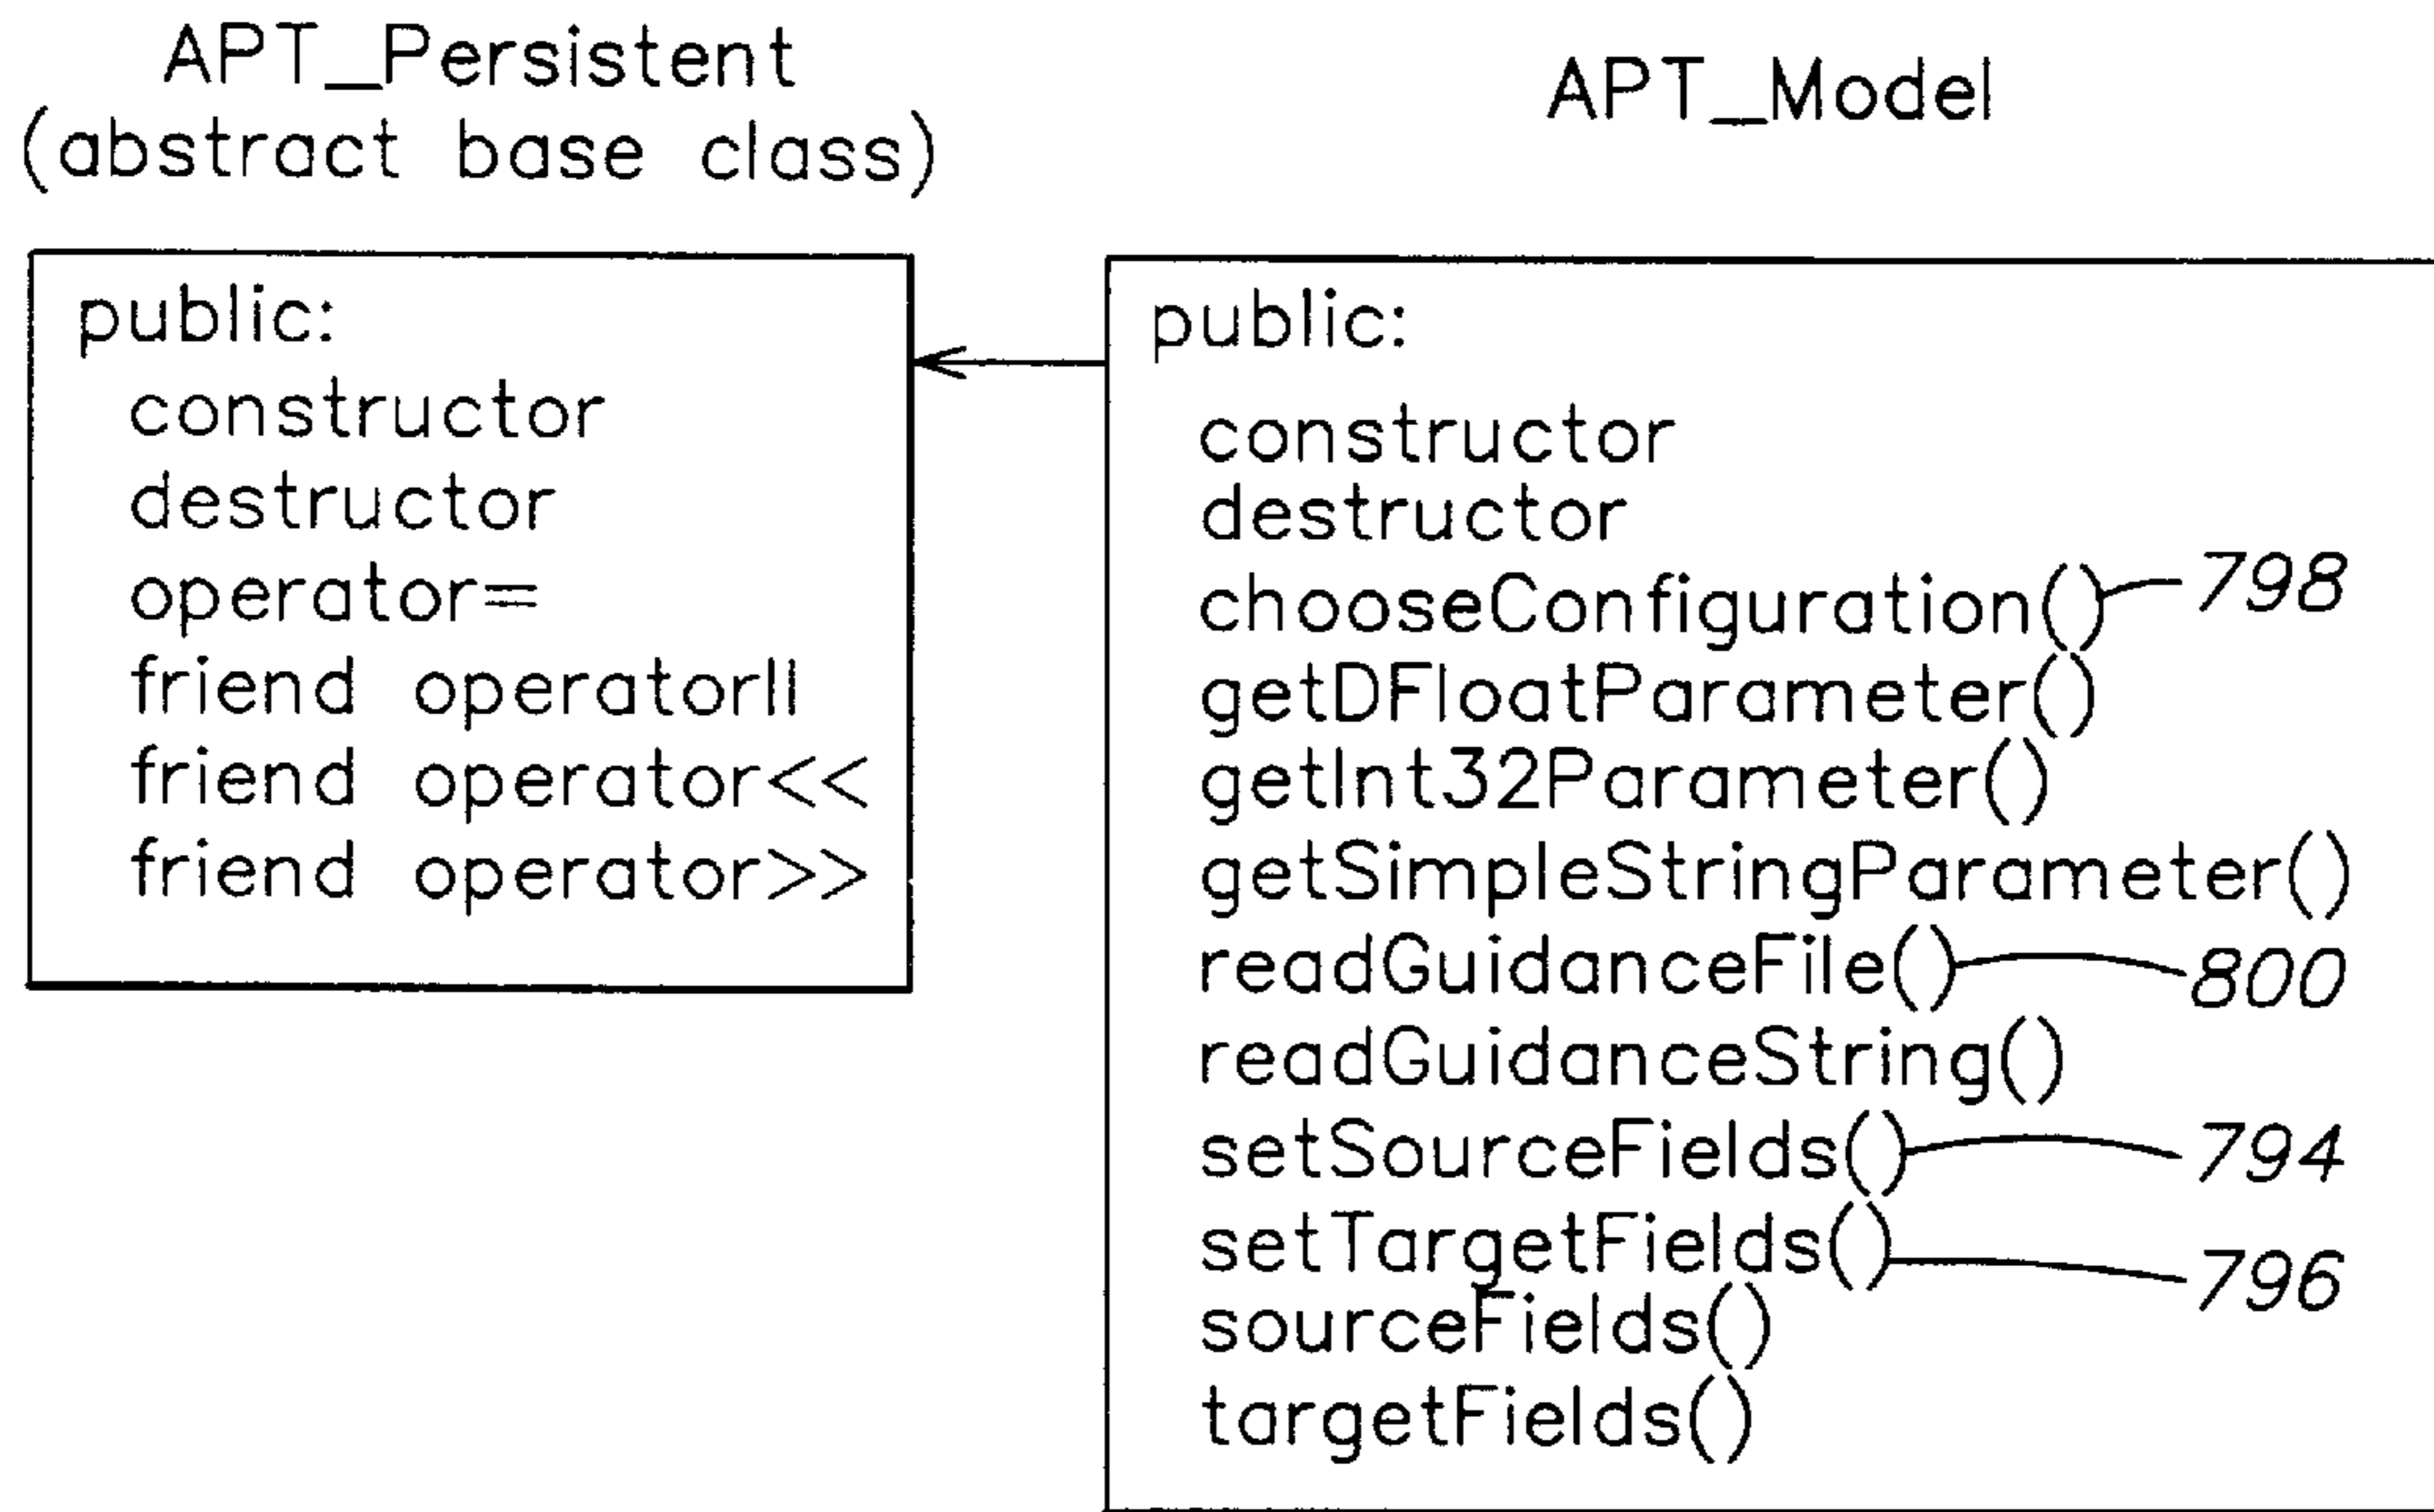 APT_Persistent
(abstract base class)
public:
constructor
destructor
operator=
friend operator||
friend operator<<
friend operator>>
APT_Model
public:
constructor
destructor
chooseConfiguration() 798
getDFloatParameter()
getInt32Parameter()
getSimpleStringParameter()
readGuidanceFile() 800
readGuidanceString()
setSourceFields() 794
setTargetFields() 796
sourceFields()
targetFields()